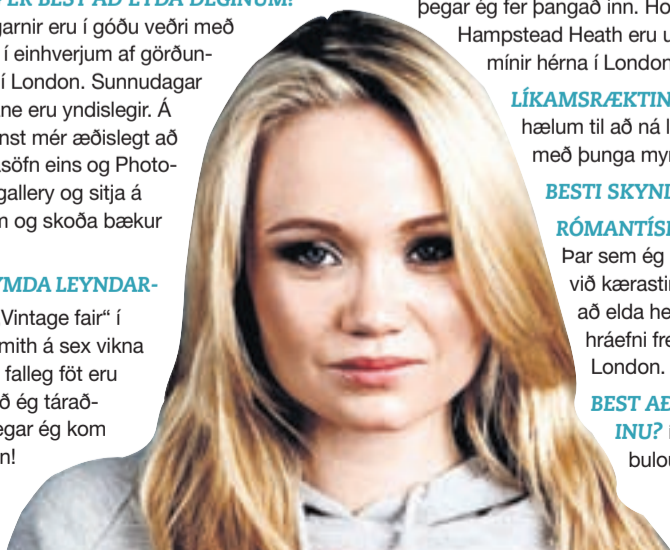 ER BEST AÐ EYÐA DEGINUM?
garnir eru í góðu veðri með
í einhverjum af görðun-
í London. Sunnudagar
ne eru yndislegir. Á
nst mér æðislegt að
söfn eins og Photo-
gallery og sitja á
m og skoða bækur
YMDA LEYNDAR-
Vintage fair“ í
mith á sex vikna
falleg föt eru
ð ég tárað-
egar ég kom
n!
þegar ég fer þangað inn. Ho
Hampstead Heath eru u
mínir hérna í London
LÍKAMSRÆKTIN
hælum til að ná l
með þunga my
BESTI SKYND
RÓMANTÍS
Þar sem ég
við kærasti
að elda he
hráefni fre
London.
BEST AÐ
INU?
bulou